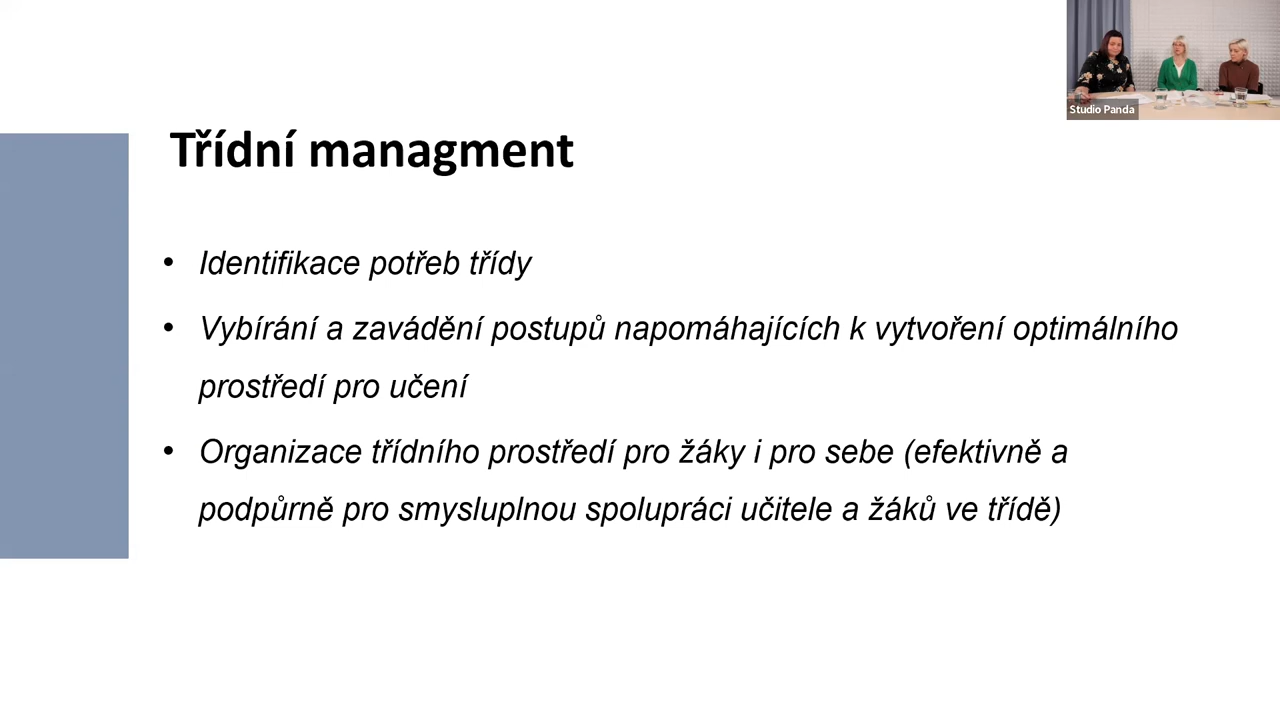 Studio Panda
Třídní managment
• Identifikace potřeb třídy
• Vybírání a zavádění postupů napomáhajících k vytvoření optimálního
prostředí pro učení
• Organizace třídního prostředí pro žáky i pro sebe (efektivně a
podpůrně pro smysluplnou spolupráci učitele a žáků ve třídě)